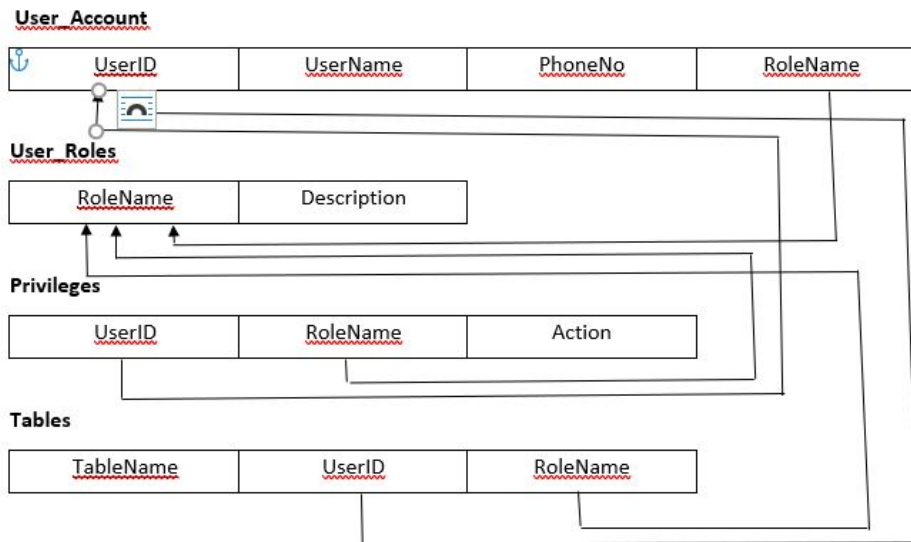 User_Account
UserID UserName PhoneNo RoleName
User_Roles
RoleName Description
Privileges
UserID RoleName Action
Tables
TableName UserID RoleName